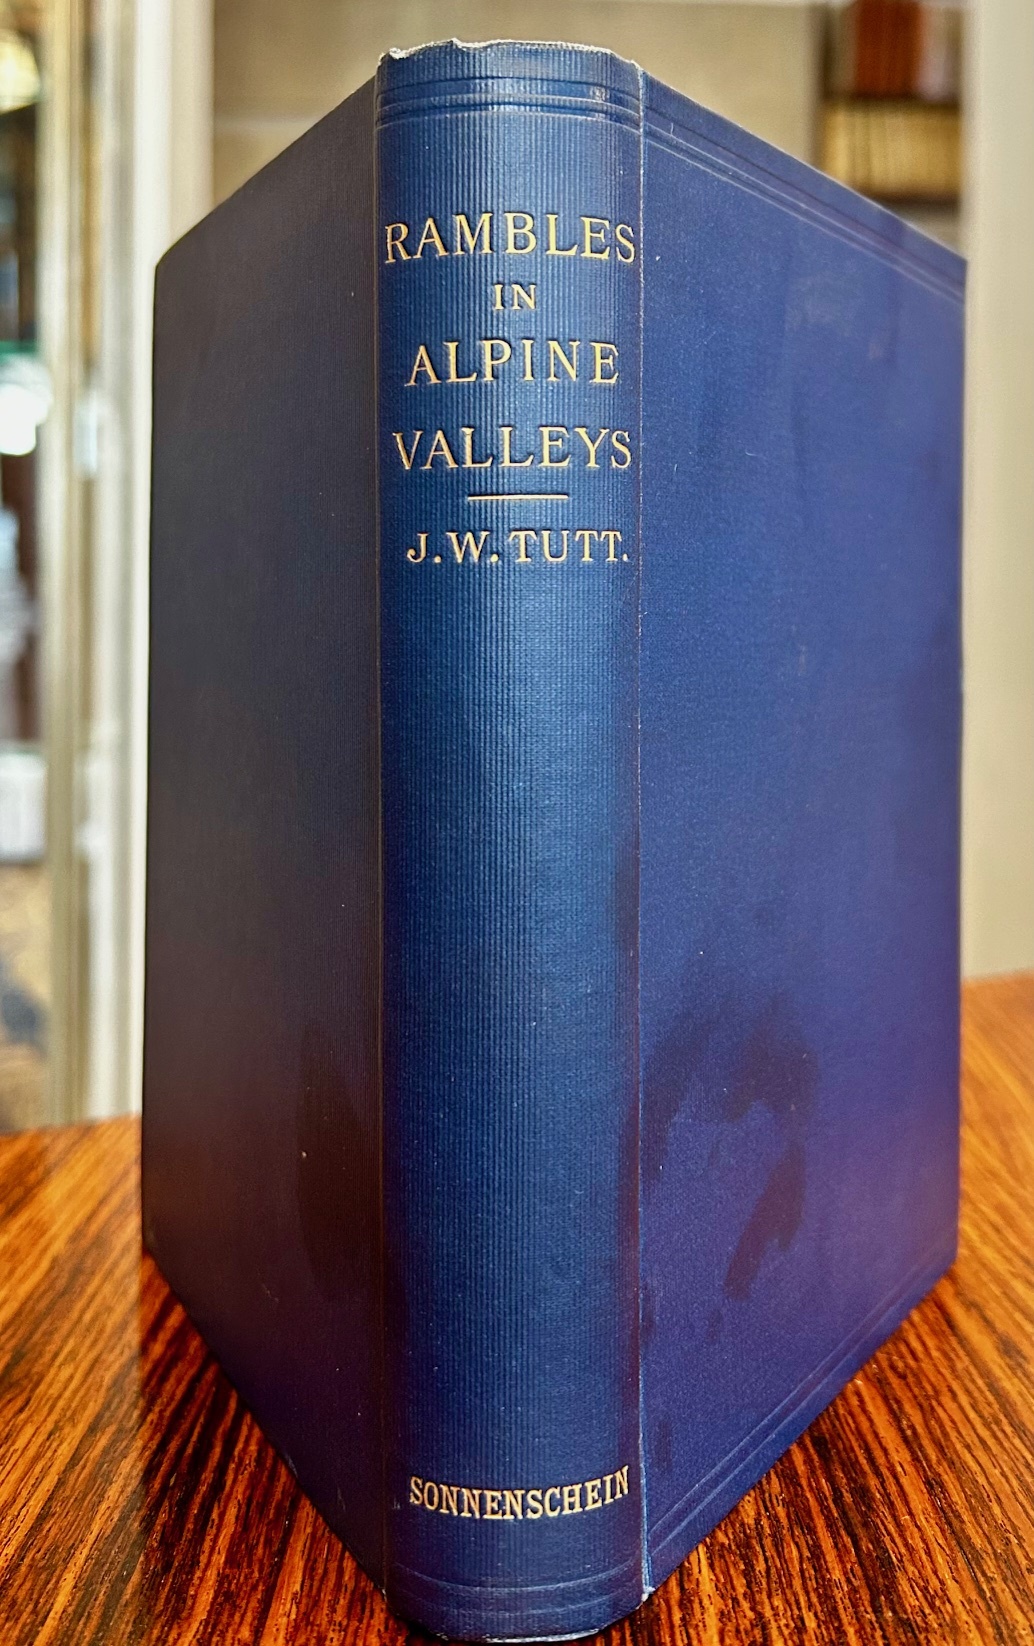 RAMBLES
IN
ALPINE
VALLEYS
J. W. TUTT.
SONNENSCHEIN